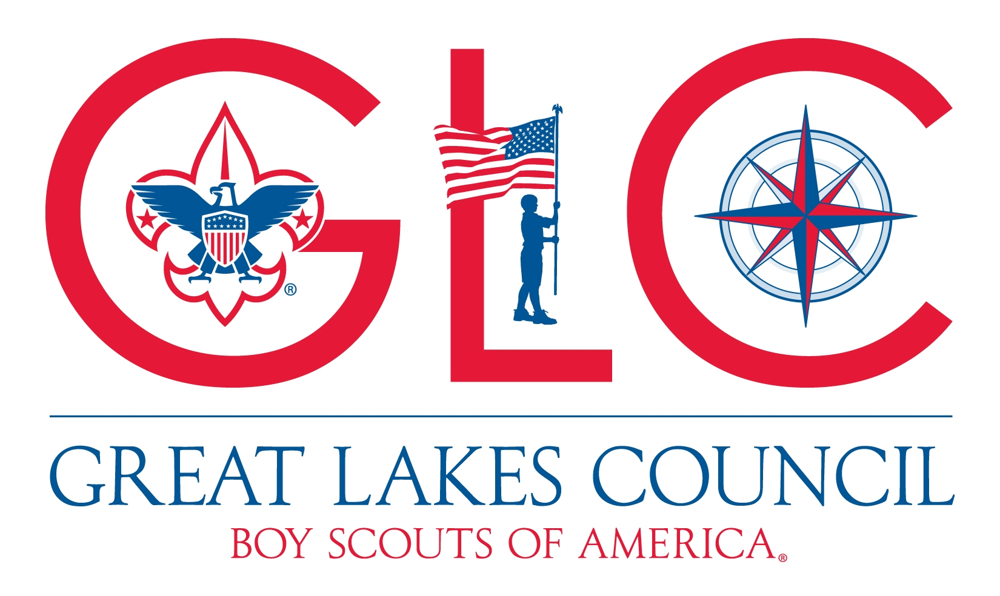 GLC
®
GREAT LAKES COUNCIL
BOY SCOUTS OF AMERICA®